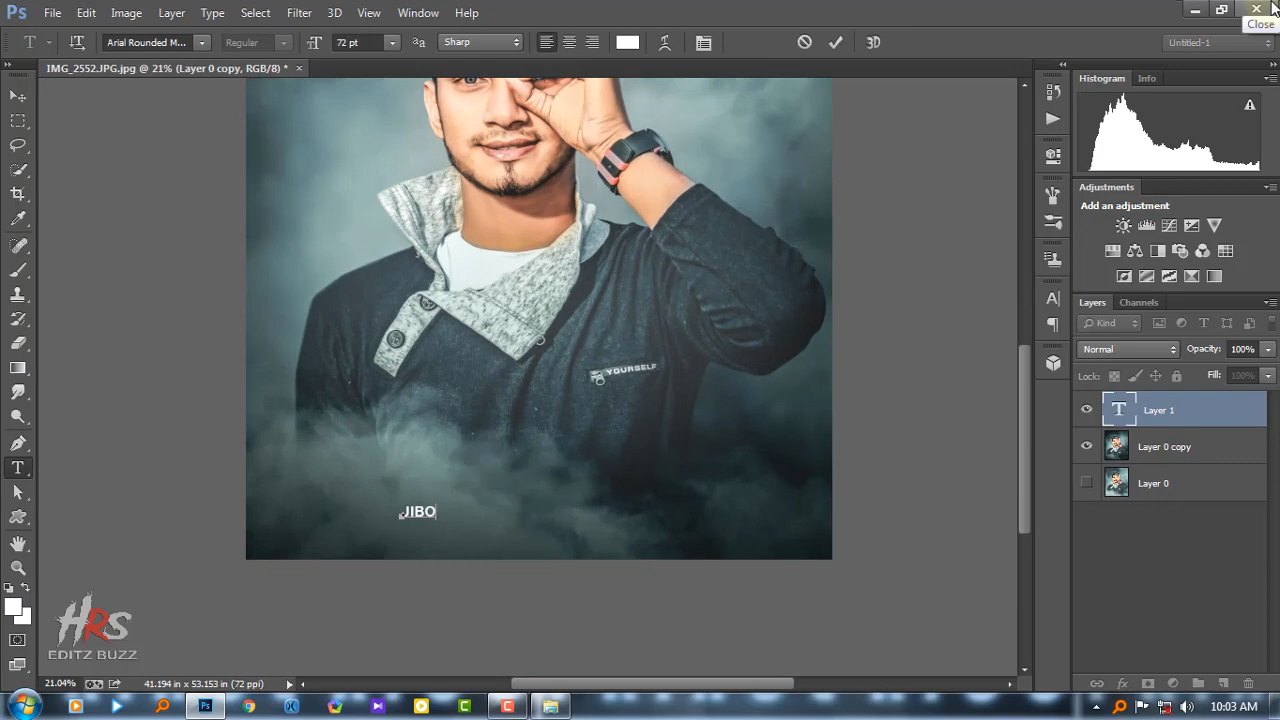 Ps File Edit Image Layer Type Select Filter 3D View Window Help
Close
T Arial Rounded M... Regular 72 pt aa Sharp 3D Untitled-1
IMG_2552.JPG.jpg @ 21% (Layer 0 copy, RGB/8) * ×
Histogram Info
Adjustments
Add an adjustment
Layers Channels
Kind
Normal Opacity: 100%
Lock: Fill: 100%
Layer 1
Layer 0 copy
Layer 0
YOURSELF
JIBO
HRS
EDITZ BUZZ
21.04% 41.194 in x 53.153 in (72 ppi)
10:03 AM